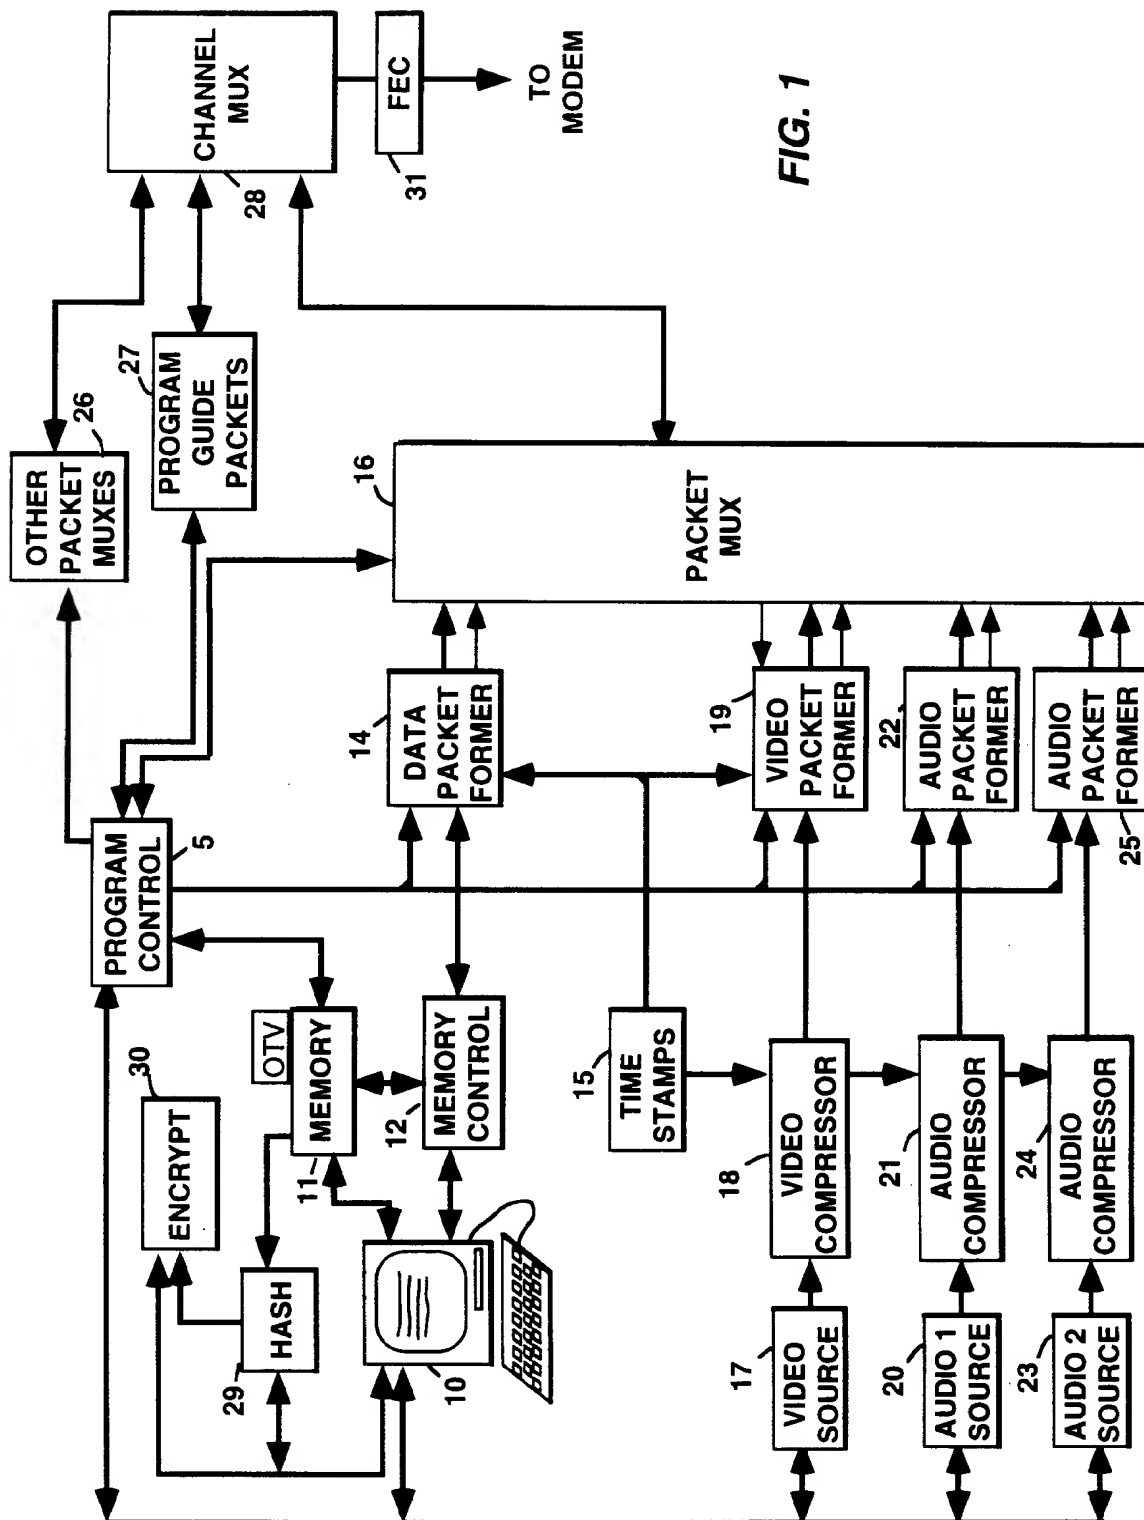 CHANNEL
MUX
28
FEC
31
TO
MODEM
FIG. 1
OTHER
PACKET
MUXES
26
PROGRAM
GUIDE
PACKETS
27
PACKET
MUX
16
PROGRAM
CONTROL
5
DATA
PACKET
FORMER
14
VIDEO
PACKET
FORMER
19
AUDIO
PACKET
FORMER
22
AUDIO
PACKET
FORMER
25
ENCRYPT
30
OTV
MEMORY
11
MEMORY
CONTROL
12
TIME
STAMPS
15
VIDEO
COMPRESSOR
18
AUDIO
COMPRESSOR
21
AUDIO
COMPRESSOR
24
HASH
29
10
VIDEO
SOURCE
17
AUDIO 1
SOURCE
20
AUDIO 2
SOURCE
23